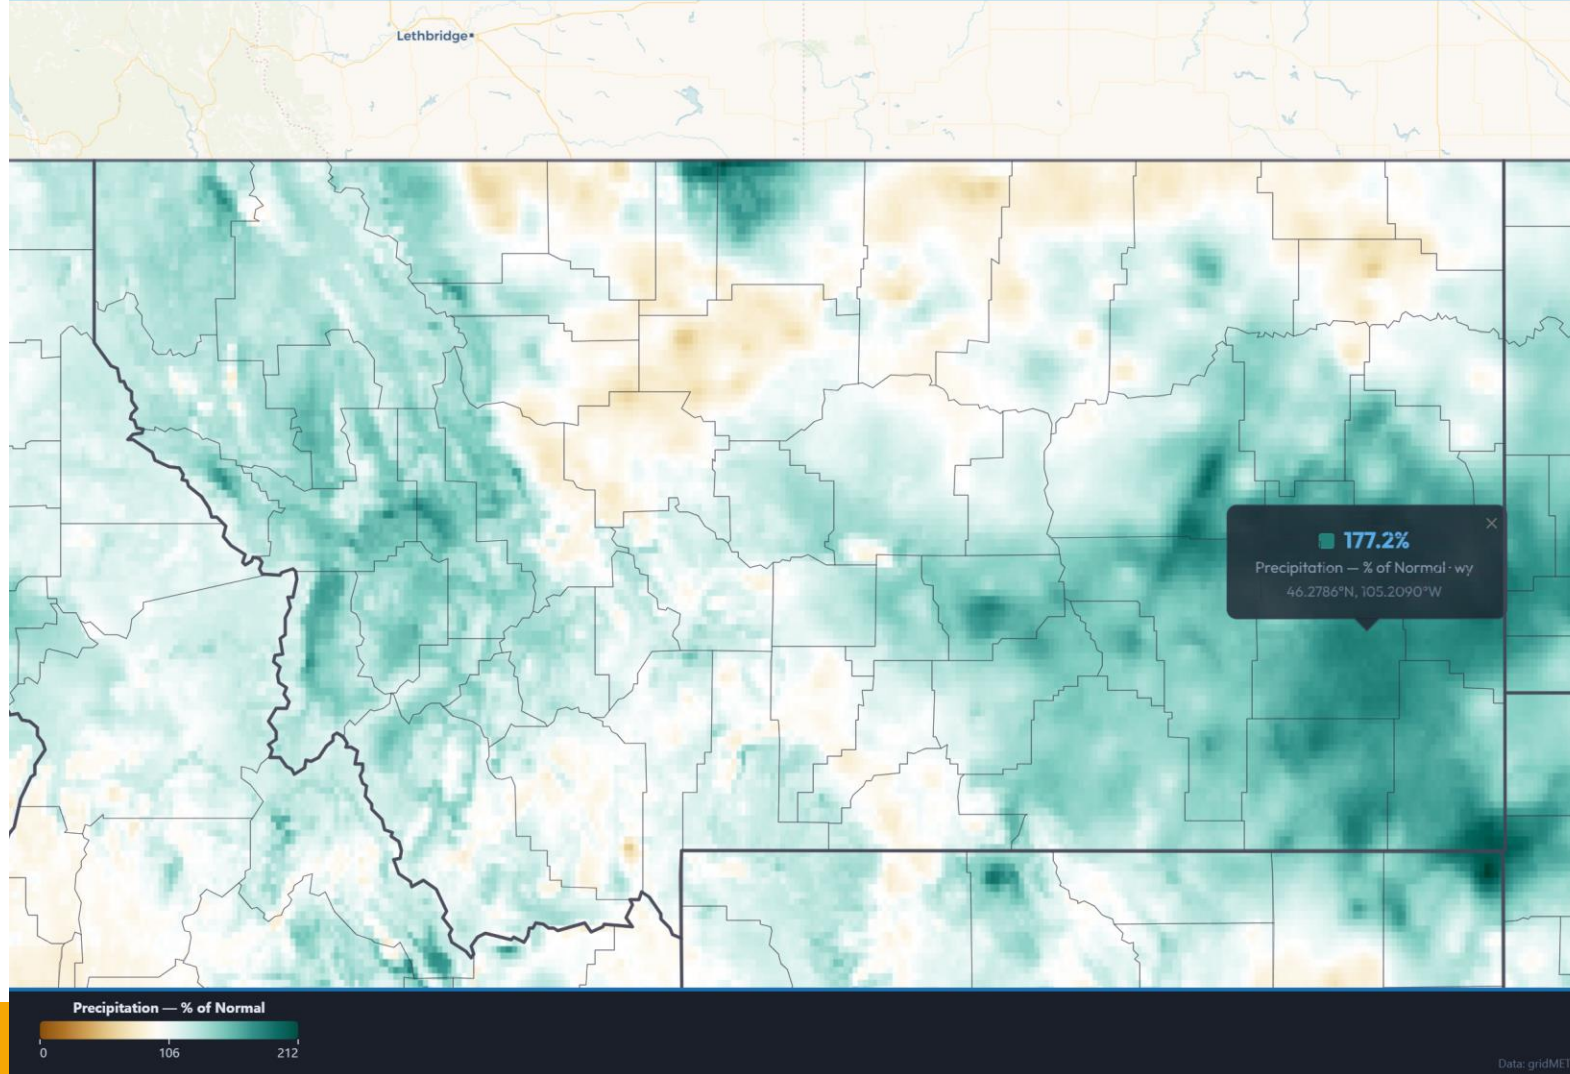 Lethbridge
×
177.2%
Precipitation — % of Normal · wy
46.2786°N, 105.2090°W
Precipitation — % of Normal
0 106 212
Data: gridMET